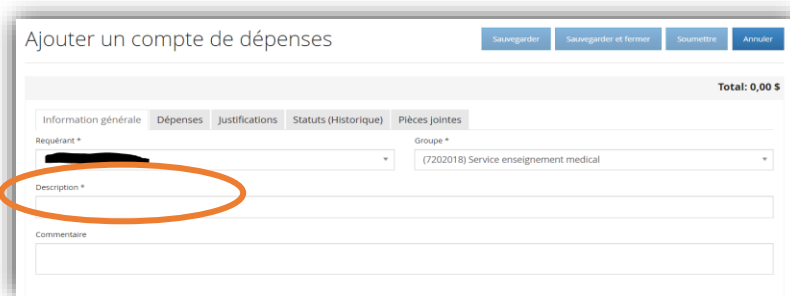 Ajouter un compte de dépenses
Sauvegarder Sauvegarder et fermer Soumettre Annuler
Total: 0,00 $
Information générale Dépenses Justifications Statuts (Historique) Pièces jointes
Requérant * Groupe *
(7202018) Service enseignement medical
Description *
Commentaire